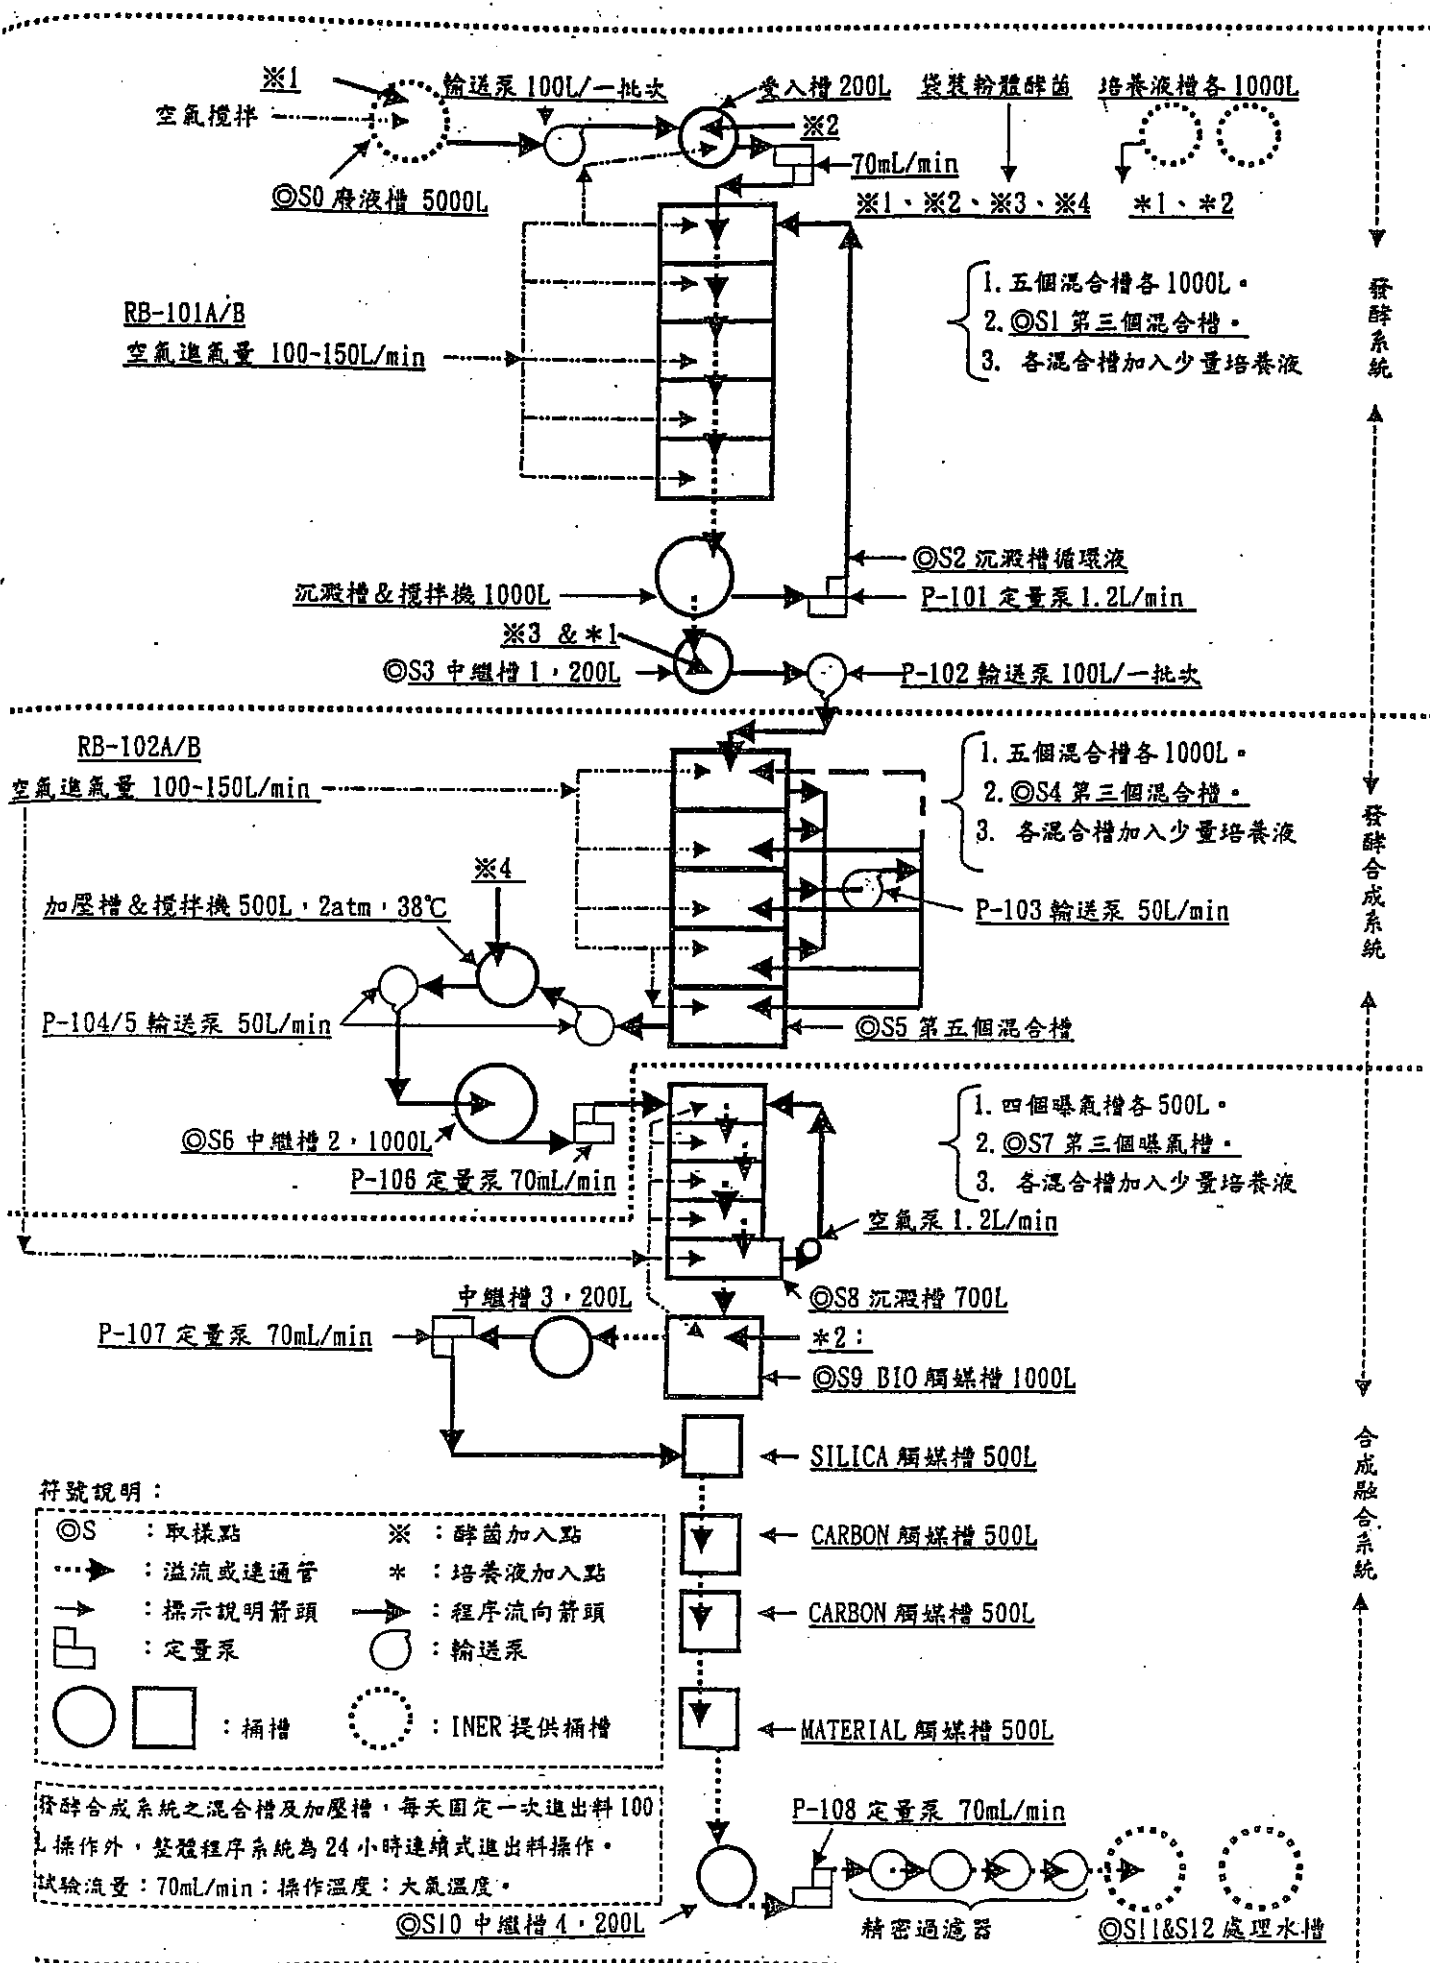 ※1
輸送泵 100L/一批次
受入槽 200L
袋裝粉體酵菌
培養液槽各 1000L
空氣攪拌
※2
70mL/min
◎S0 廢液槽 5000L
※1、※2、※3、※4
*1、*2
RB-101A/B
空氣進氣量 100-150L/min
1. 五個混合槽各 1000L。
2. ◎S1 第三個混合槽。
3. 各混合槽加入少量培養液
發酵系統
◎S2 沉澱槽循環液
沉澱槽&攪拌機 1000L
P-101 定量泵 1.2L/min
※3 &*1
◎S3 中繼槽 1，200L
P-102 輸送泵 100L/一批次
RB-102A/B
空氣進氣量 100-150L/min
1. 五個混合槽各 1000L。
2. ◎S4 第三個混合槽。
3. 各混合槽加入少量培養液
發酵合成系統
※4
加壓槽&攪拌機 500L，2atm，38℃
P-103 輸送泵 50L/min
P-104/5 輸送泵 50L/min
◎S5 第五個混合槽
◎S6 中繼槽 2，1000L
P-106 定量泵 70mL/min
1. 四個曝氣槽各 500L。
2. ◎S7 第三個曝氣槽。
3. 各混合槽加入少量培養液
空氣泵 1.2L/min
中繼槽 3，200L
◎S8 沉澱槽 700L
P-107 定量泵 70mL/min
*2：
◎S9 BIO 觸媒槽 1000L
SILICA 觸媒槽 500L
合成融合系統
符號說明：
◎S ：取樣點 ※ ：酵菌加入點
：溢流或連通管 * ：培養液加入點
：標示說明箭頭 ：程序流向箭頭
：定量泵 ：輸送泵
：桶槽 ：INER 提供桶槽
CARBON 觸媒槽 500L
CARBON 觸媒槽 500L
MATERIAL 觸媒槽 500L
發酵合成系統之混合槽及加壓槽，每天固定一次進出料 100
L 操作外，整體程序系統為 24 小時連續式進出料操作。
試驗流量：70mL/min；操作溫度：大氣溫度。
P-108 定量泵 70mL/min
◎S10 中繼槽 4，200L
精密過濾器
◎S11&S12 處理水槽